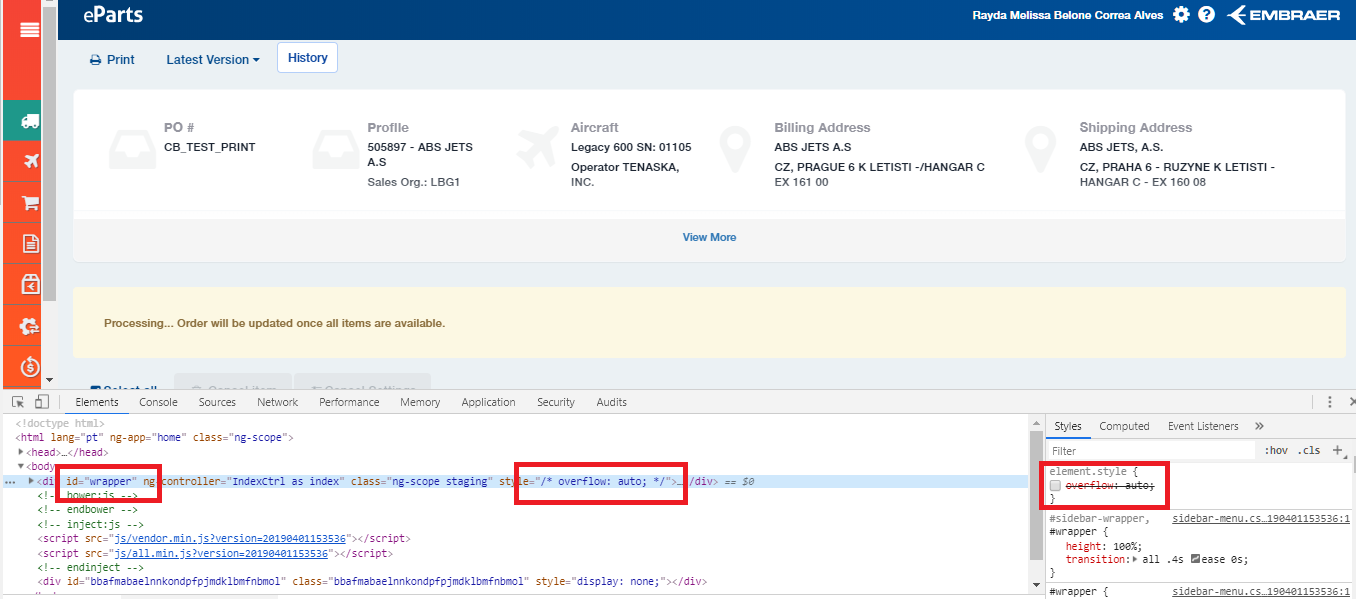 eParts
Rayda Melissa Belone Correa Alves
EMBRAER
Print
Latest Version
History
PO #
CB_TEST_PRINT
Profile
505897 - ABS JETS
A.S
Sales Org.: LBG1
Aircraft
Legacy 600 SN: 01105
Operator TENASKA,
INC.
Billing Address
ABS JETS A.S
CZ, PRAGUE 6 K LETISTI -/HANGAR C
EX 161 00
Shipping Address
ABS JETS, A.S.
CZ, PRAHA 6 - RUZYNE K LETISTI -
HANGAR C - EX 160 08
View More
Processing... Order will be updated once all items are available.
Select all
Cancel item
Cancel Settings
Elements Console Sources Network Performance Memory Application Security Audits
<!doctype html>
<html lang="pt" ng-app="home" class="ng-scope">
<head>…</head>
<body
<div id="wrapper" ng-controller="IndexCtrl as index" class="ng-scope staging" style="/* overflow: auto; */">…</div> == $0
<!-- bower:js -->
<!-- endbower -->
<!-- inject:js -->
<script src="js/vendor.min.js?version=20190401153536"></script>
<script src="js/all.min.js?version=20190401153536"></script>
<!-- endinject -->
<div id="bbafmabaelnnkondpfpjmdklbmfnbmol" class="bbafmabaelnnkondpfpjmdklbmfnbmol" style="display: none;"></div>
Styles Computed Event Listeners »
Filter
:hov .cls +
element.style {
overflow: auto;
}
#sidebar-wrapper, sidebar-menu.cs…190401153536:1
#wrapper {
height: 100%;
transition: all .4s ease 0s;
}
#wrapper { sidebar-menu.cs…190401153536:1